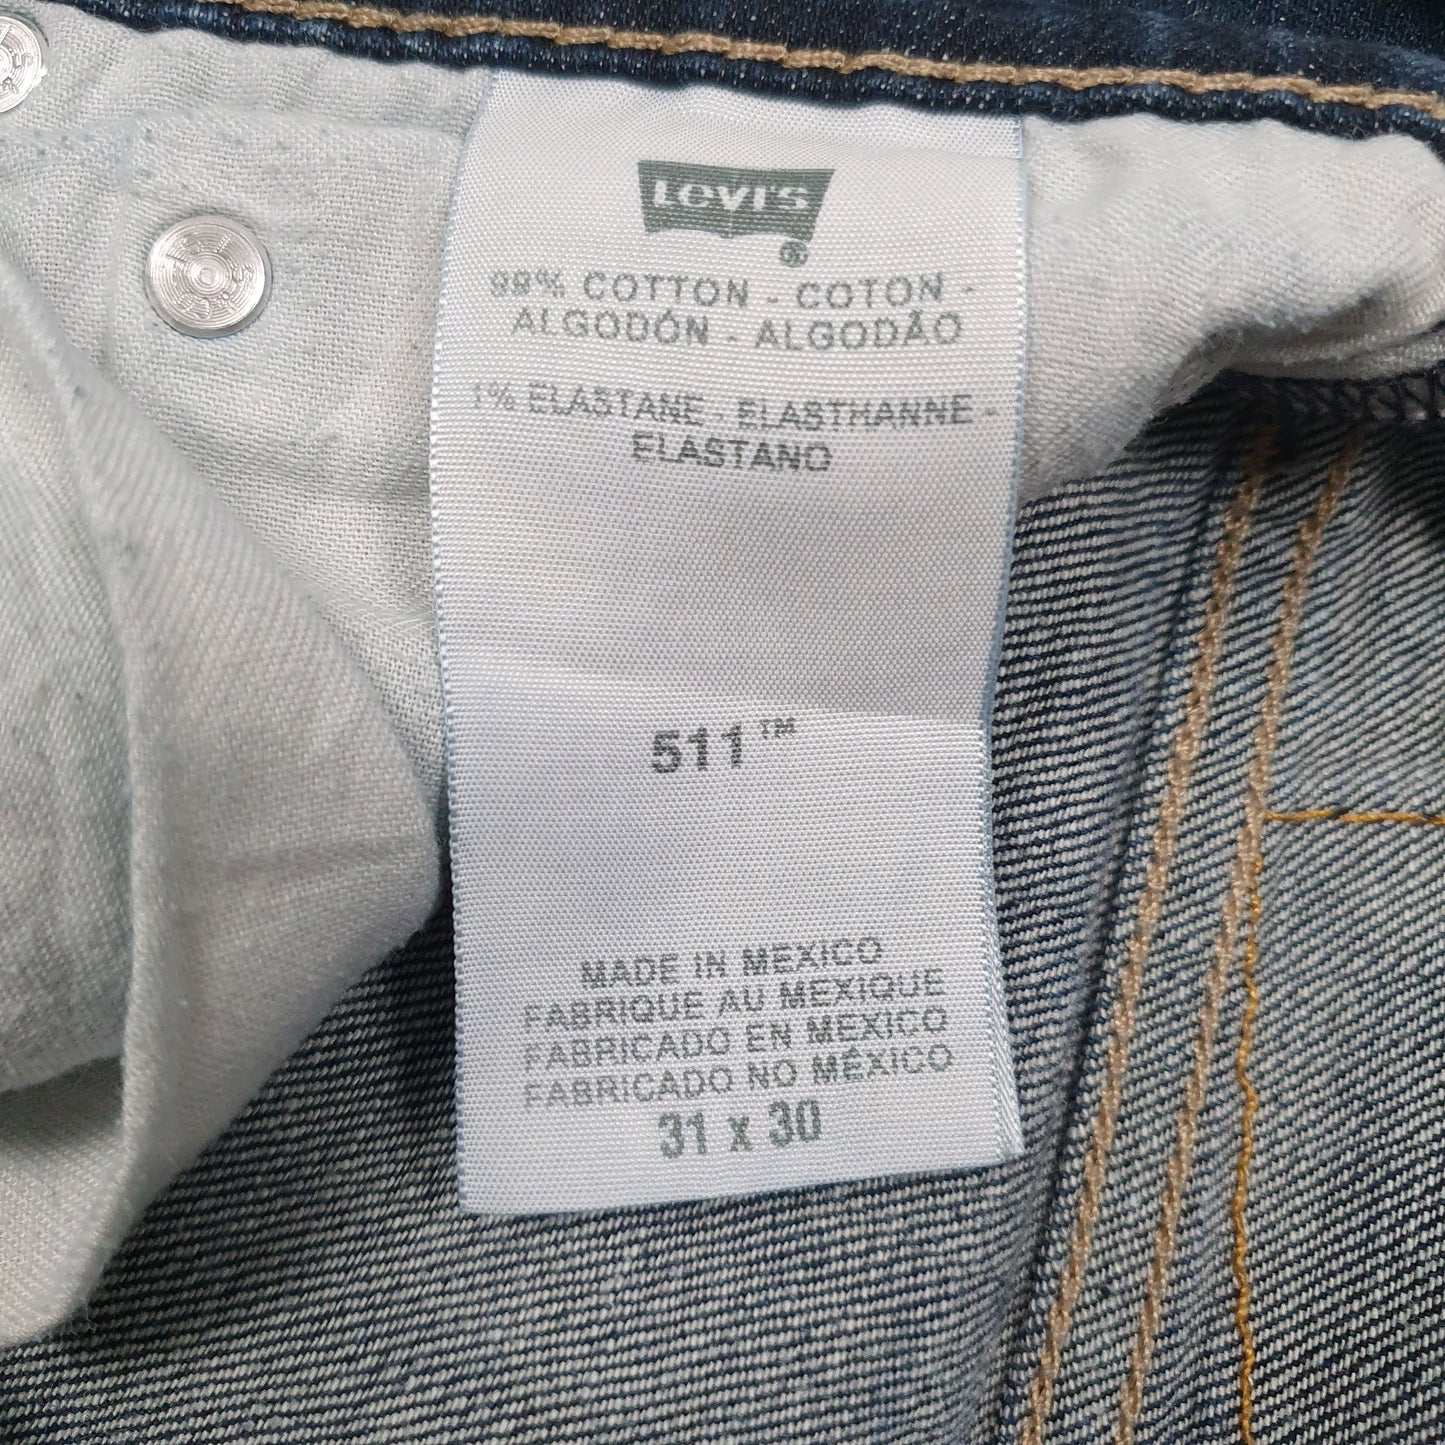 Levi's
®
99% COTTON - COTON -
ALGODÓN - ALGODÃO
1% ELASTANE - ELASTHANNE -
ELASTANO
511™
MADE IN MEXICO
FABRIQUE AU MEXIQUE
FABRICADO EN MEXICO
FABRICADO NO MÉXICO
31 x 30